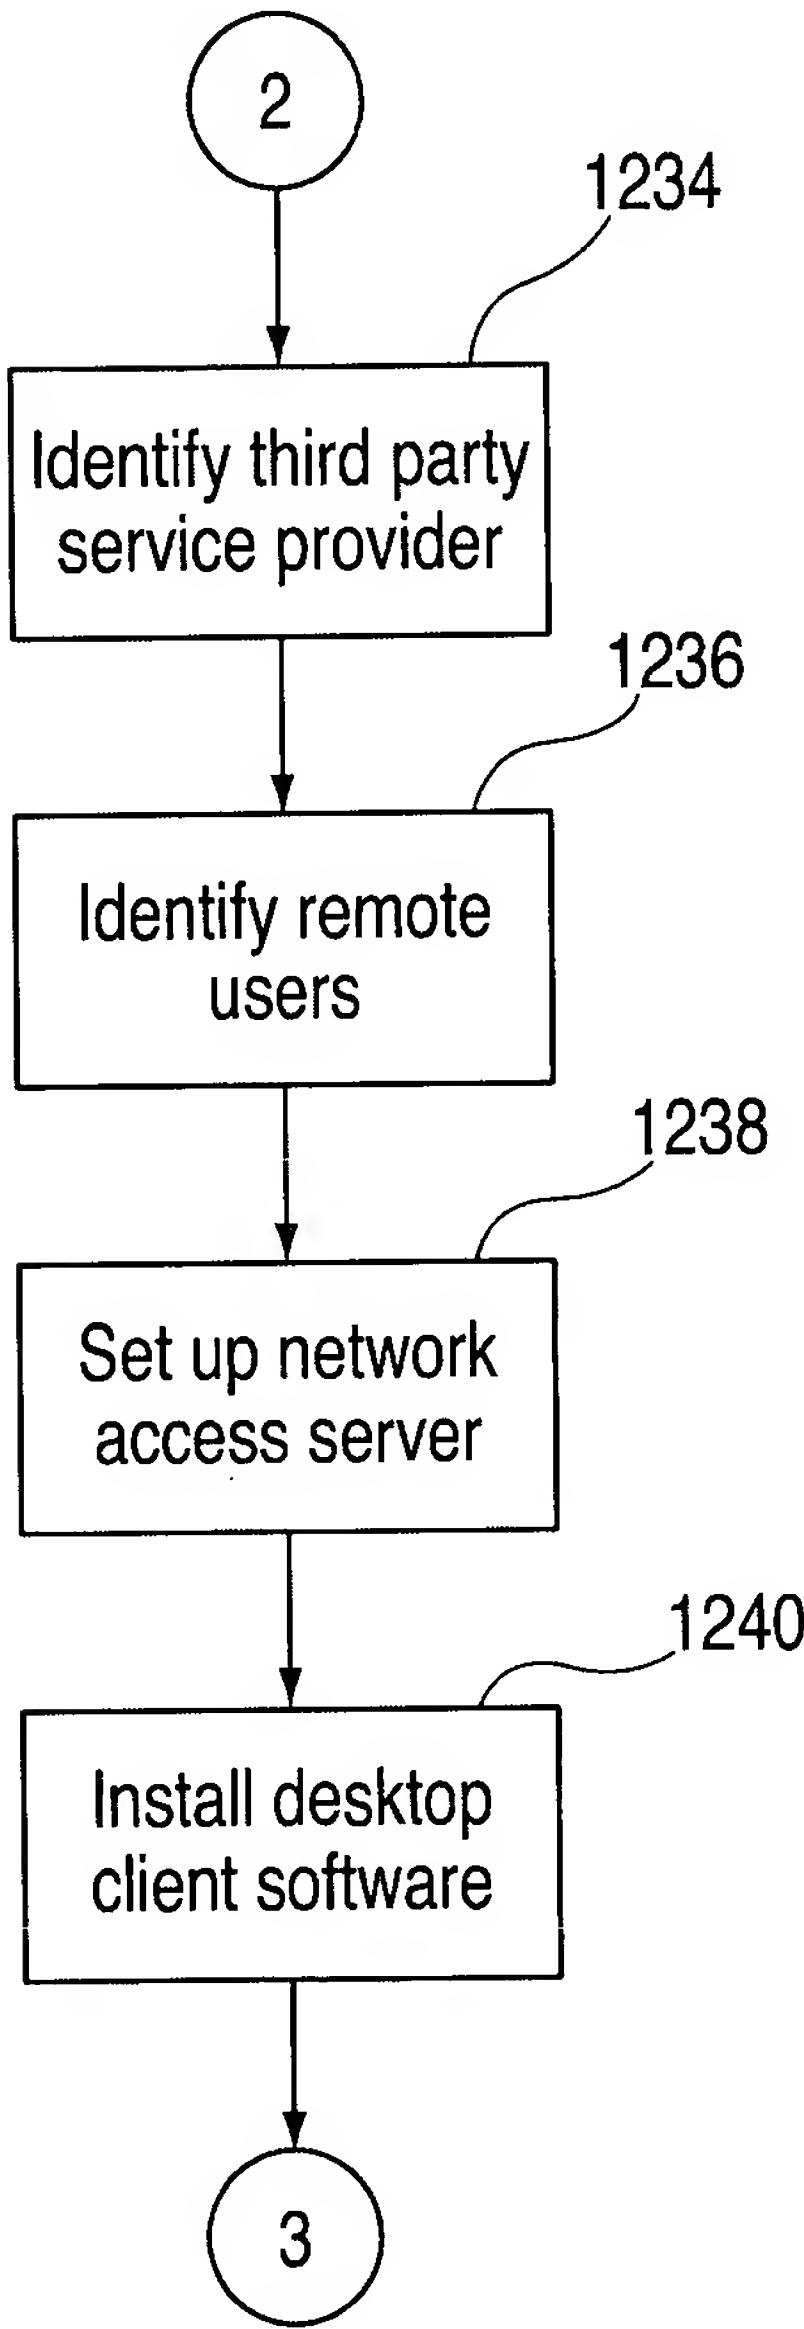 2
1234
Identify third party
service provider
1236
Identify remote
users
1238
Set up network
access server
1240
Install desktop
client software
3